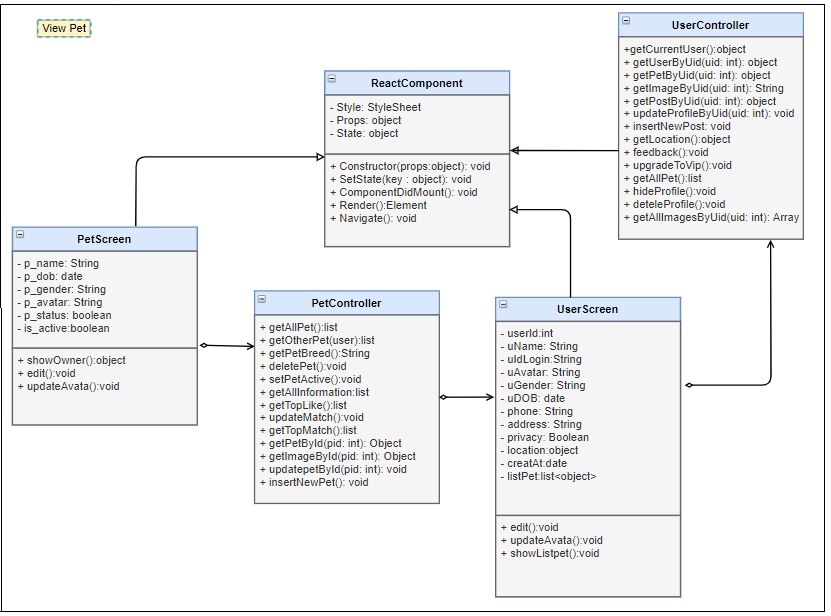 View Pet
UserController
+getCurrentUser():object
+ getUserByUid(uid: int): object
+ getPetByUid(uid: int): object
+ getImageByUid(uid: int): String
+ getPostByUid(uid: int): object
+ updateProfileByUid(uid: int): void
+ insertNewPost: void
+ getLocation():object
+ feedback():void
+ upgradeToVip():void
+ getAllPet():list
+ hideProfile():void
+ deteleProfile():void
+ getAllImagesByUid(uid: int): Array
ReactComponent
- Style: StyleSheet
- Props: object
- State: object
+ Constructor(props:object): void
+ SetState(key : object): void
+ ComponentDidMount(): void
+ Render():Element
+ Navigate(): void
PetScreen
- p_name: String
- p_dob: date
- p_gender: String
- p_avatar: String
- p_status: boolean
- is_active:boolean
+ showOwner():object
+ edit():void
+ updateAvata():void
PetController
+ getAllPet():list
+ getOtherPet(user):list
+ getPetBreed():String
+ deletePet():void
+ setPetActive():void
+ getAllInformation:list
+ getTopLike():list
+ updateMatch():void
+ getTopMatch():list
+ getPetById(pid: int): Object
+ getImageById(pid: int): Object
+ updatepetById(pid: int): void
+ insertNewPet(): void
UserScreen
- userId:int
- uName: String
- uIdLogin:String
- uAvatar: String
- uGender: String
- uDOB: date
- phone: String
- address: String
- privacy: Boolean
- location:object
- creatAt:date
- listPet:list<object>
+ edit():void
+ updateAvata():void
+ showListpet():void